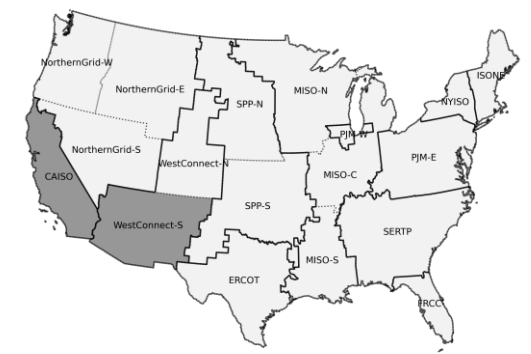 ISONE
NorthernGrid-W
NorthernGrid-E
MISO-N
NYISO
SPP-N
PJM-W
NorthernGrid-S
PJM-E
WestConnect-N
CAISO
MISO-C
SPP-S
WestConnect-S
SERTP
MISO-S
ERCOT
FRCC